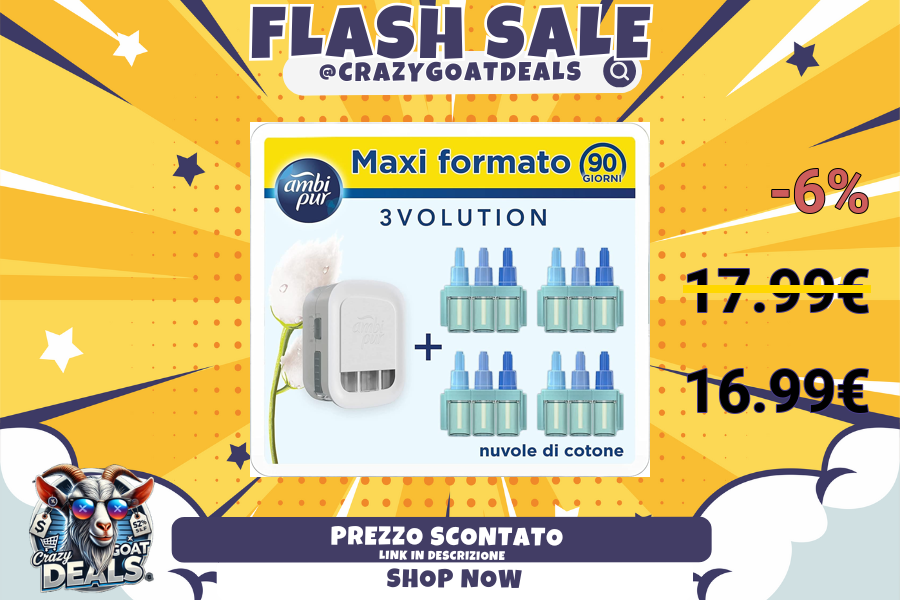 FLASH SALE
@CRAZYGOATDEALS
Maxi formato 90
GIORNI
ambi
pur
3VOLUTION
-6%
17.99€
ambi
pur
+
16.99€
nuvole di cotone
$
52%
Crazy
GOAT
DEALS
PREZZO SCONTATO
LINK IN DESCRIZIONE
SHOP NOW